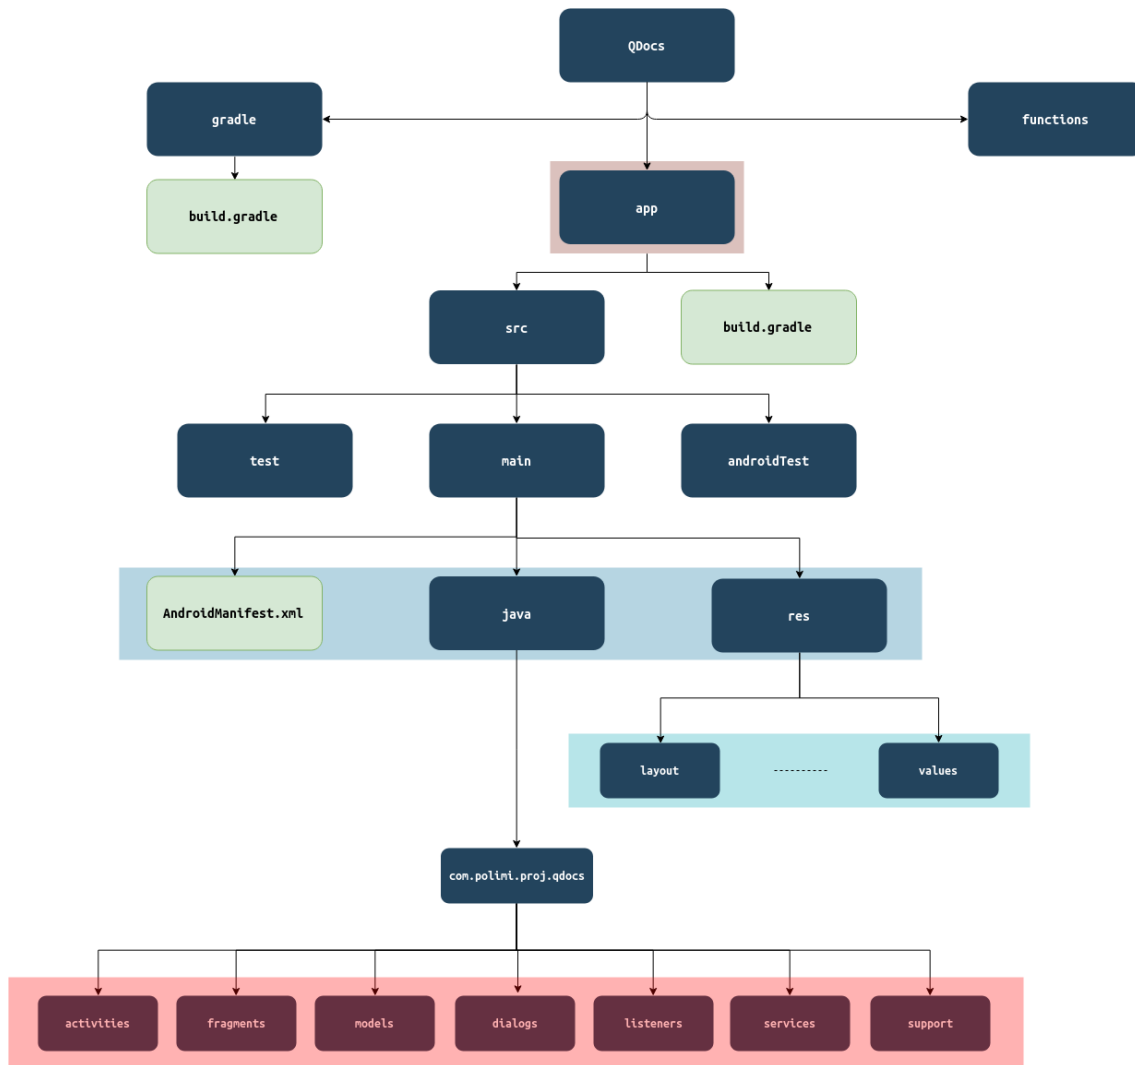 QDocs
gradle
functions
build.gradle
app
src
build.gradle
test
main
androidTest
AndroidManifest.xml
java
res
layout
----------
values
com.polimi.proj.qdocs
activities
fragments
models
dialogs
listeners
services
support